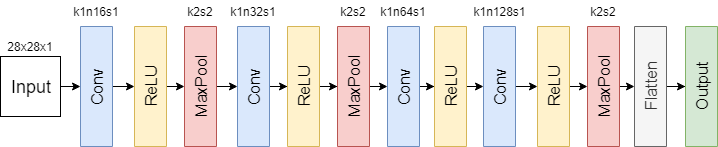 k1n16s1
k2s2
k1n32s1
k2s2
k1n64s1
k1n128s1
k2s2
28x28x1
Input
Conv
ReLU
MaxPool
Conv
ReLU
MaxPool
Conv
ReLU
Conv
ReLU
MaxPool
Flatten
Output